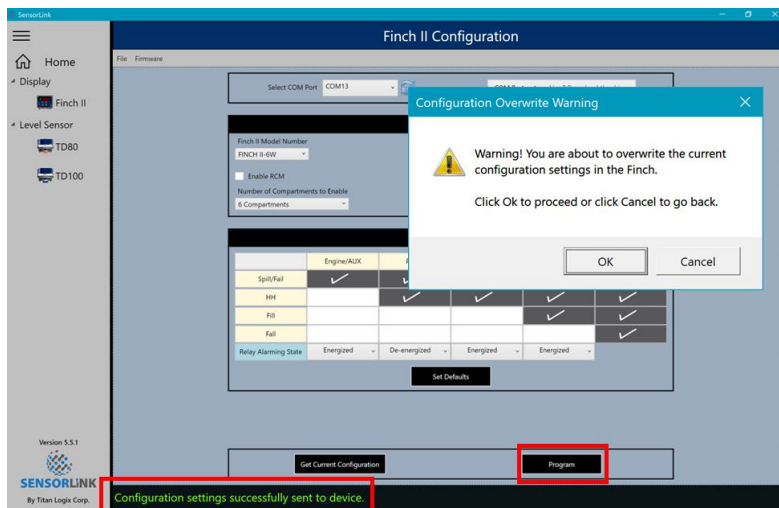 SensorLink
Finch II Configuration
Home
Display
Finch II
Level Sensor
TD80
TD100
File Firmware
Select COM Port COM13
Configuration Overwrite Warning
Warning! You are about to overwrite the current
configuration settings in the Finch.
Click Ok to proceed or click Cancel to go back.
OK Cancel
Finch II Model Number
FINCH II-6W
Enable RCM
Number of Compartments to Enable
6 Compartments
Engine/AUX
Spill/Fail
HH
Fill
Fall
Relay Alarming State Energized De-energized Energized Energized
Set Defaults
Get Current Configuration Program
Version 5.5.1
SENSORLINK
By Titan Logix Corp.
Configuration settings successfully sent to device.